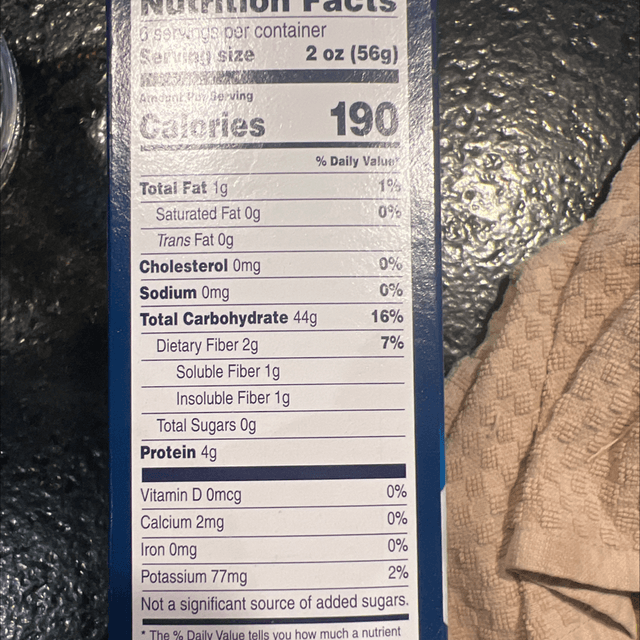 Nutrition Facts
6 servings per container
Serving size 2 oz (56g)
Amount Per Serving
Calories 190
% Daily Value*
Total Fat 1g 1%
Saturated Fat 0g 0%
Trans Fat 0g
Cholesterol 0mg 0%
Sodium 0mg 0%
Total Carbohydrate 44g 16%
Dietary Fiber 2g 7%
Soluble Fiber 1g
Insoluble Fiber 1g
Total Sugars 0g
Protein 4g
Vitamin D 0mcg 0%
Calcium 2mg 0%
Iron 0mg 0%
Potassium 77mg 2%
Not a significant source of added sugars.
* The % Daily Value tells you how much a nutrient